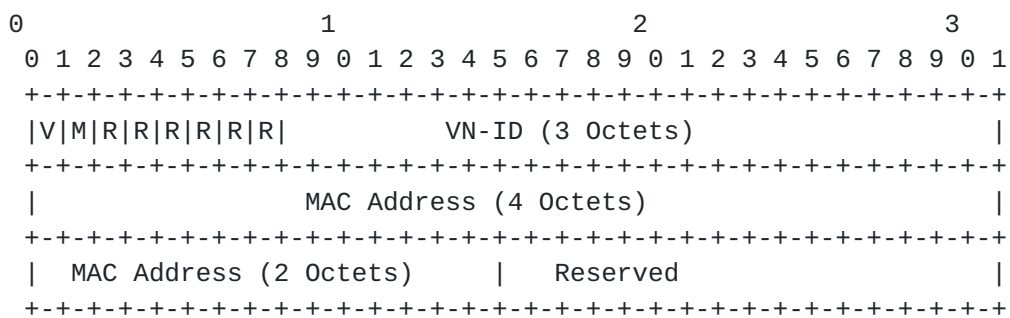 0                   1                   2                   3
 0 1 2 3 4 5 6 7 8 9 0 1 2 3 4 5 6 7 8 9 0 1 2 3 4 5 6 7 8 9 0 1
 +-+-+-+-+-+-+-+-+-+-+-+-+-+-+-+-+-+-+-+-+-+-+-+-+-+-+-+-+-+-+-+
 |V|M|R|R|R|R|R|R|          VN-ID (3 Octets)                   |
 +-+-+-+-+-+-+-+-+-+-+-+-+-+-+-+-+-+-+-+-+-+-+-+-+-+-+-+-+-+-+-+
 |                 MAC Address (4 Octets)                      |
 +-+-+-+-+-+-+-+-+-+-+-+-+-+-+-+-+-+-+-+-+-+-+-+-+-+-+-+-+-+-+-+
 |  MAC Address (2 Octets)     |   Reserved                    |
 +-+-+-+-+-+-+-+-+-+-+-+-+-+-+-+-+-+-+-+-+-+-+-+-+-+-+-+-+-+-+-+